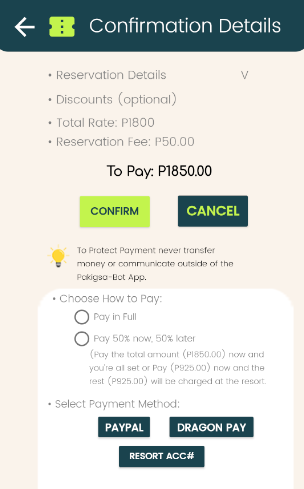 Confirmation Details
• Reservation Details V
• Discounts (optional)
• Total Rate: P1800
• Reservation Fee: P50.00
To Pay: P1850.00
CONFIRM CANCEL
To Protect Payment never transfer
money or communicate outside of the
Pakigsa-Bot App.
• Choose How to Pay:
Pay in Full
Pay 50% now, 50% later
(Pay the total amount (P1850.00) now and
you're all set or Pay (P925.00) now and the
rest (P925.00) will be charged at the resort.
• Select Payment Method:
PAYPAL DRAGON PAY
RESORT ACC#